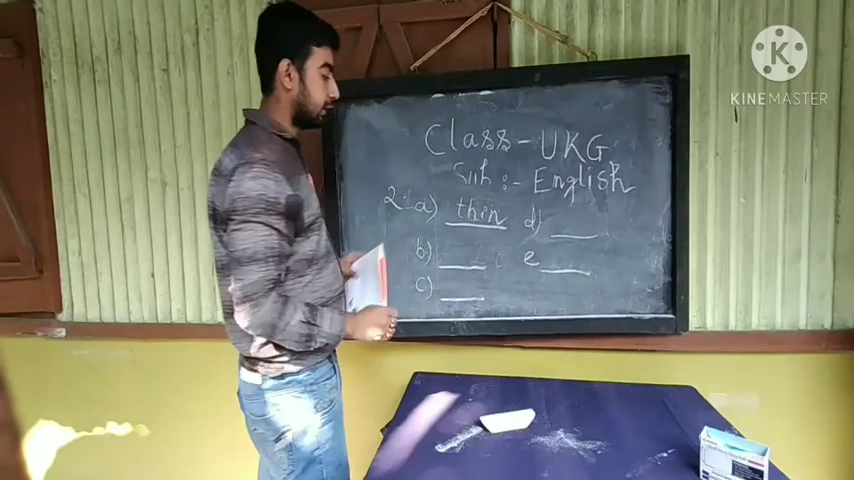 Class - UKG
Sub:- English
2. a) thin d)
b) e
c)
KINEMASTER